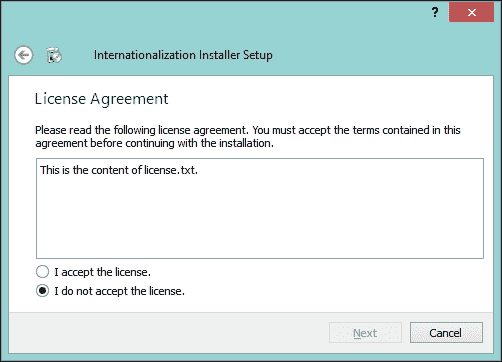 ?
Internationalization Installer Setup
License Agreement
Please read the following license agreement. You must accept the terms contained in this
agreement before continuing with the installation.
This is the content of license.txt.
I accept the license.
I do not accept the license.
Next
Cancel